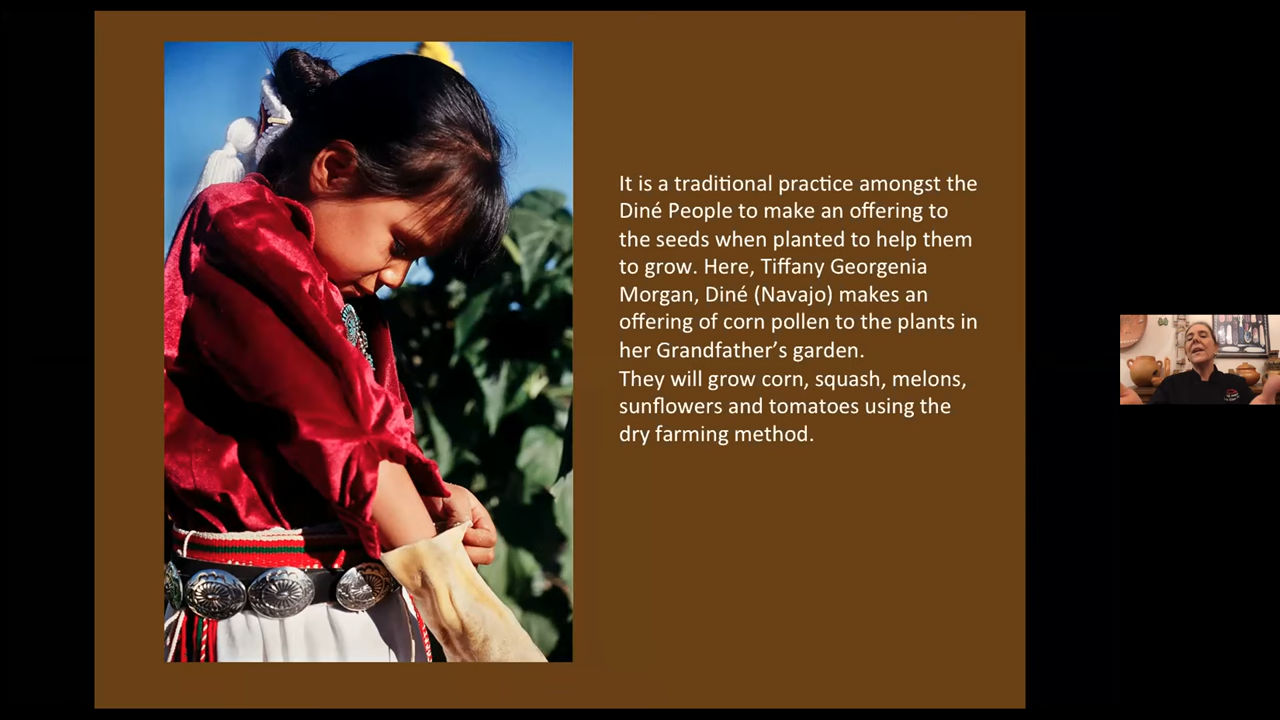 It is a traditional practice amongst the
Diné People to make an offering to
the seeds when planted to help them
to grow. Here, Tiffany Georgenia
Morgan, Diné (Navajo) makes an
offering of corn pollen to the plants in
her Grandfather’s garden.
They will grow corn, squash, melons,
sunflowers and tomatoes using the
dry farming method.